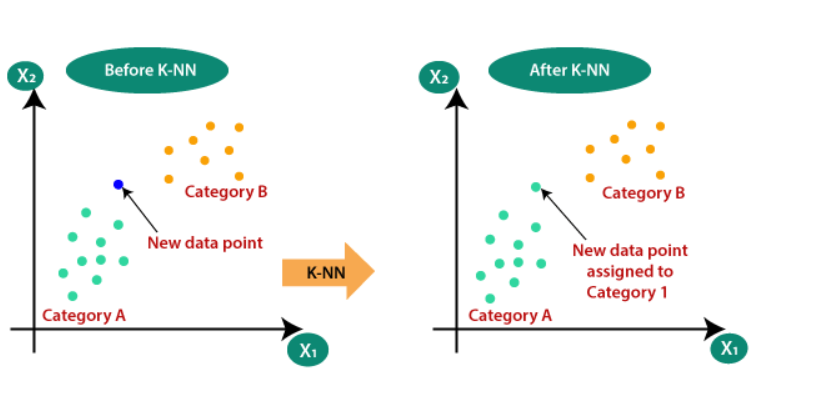 Before K-NN
X₂
Category B
New data point
Category A
X₁
K-NN
After K-NN
X₂
Category B
New data point
assigned to
Category 1
Category A
X₁